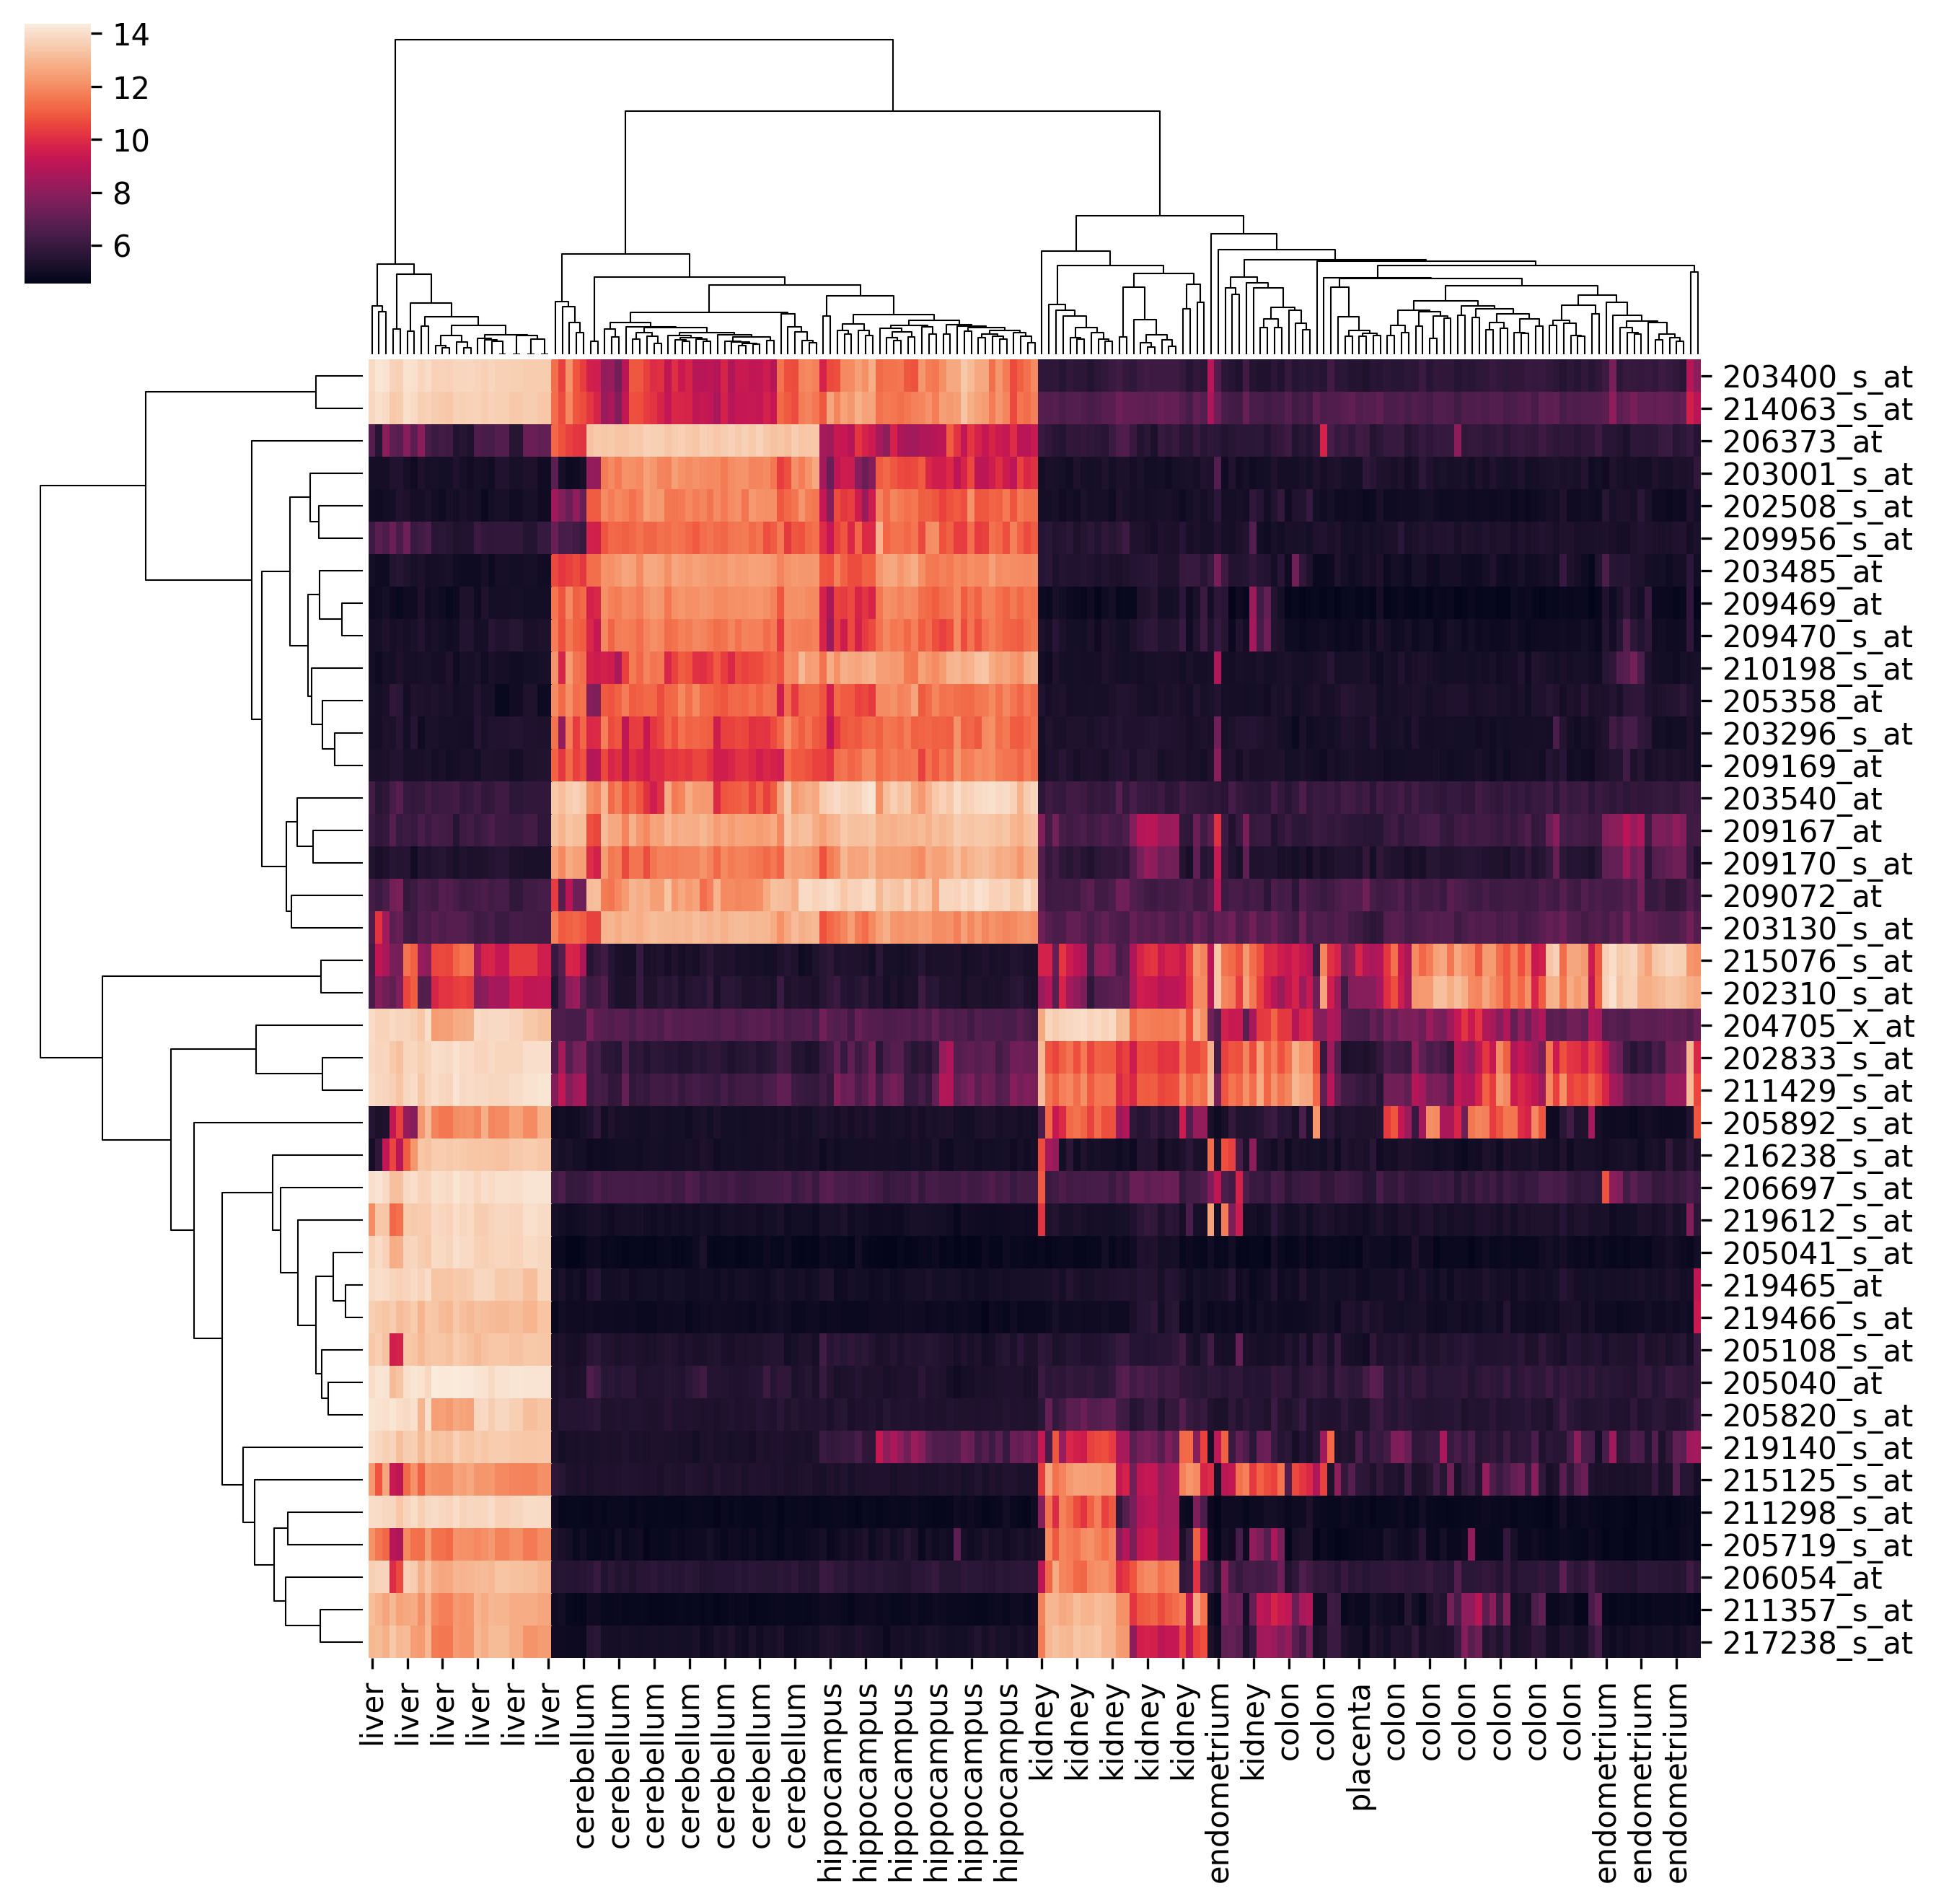 14
12
10
8
6
203400_s_at
214063_s_at
206373_at
203001_s_at
202508_s_at
209956_s_at
203485_at
209469_at
209470_s_at
210198_s_at
205358_at
203296_s_at
209169_at
203540_at
209167_at
209170_s_at
209072_at
203130_s_at
215076_s_at
202310_s_at
204705_x_at
202833_s_at
211429_s_at
205892_s_at
216238_s_at
206697_s_at
219612_s_at
205041_s_at
219465_at
219466_s_at
205108_s_at
205040_at
205820_s_at
219140_s_at
215125_s_at
211298_s_at
205719_s_at
206054_at
211357_s_at
217238_s_at
liver
liver
liver
liver
liver
liver
cerebellum
cerebellum
cerebellum
cerebellum
cerebellum
cerebellum
cerebellum
hippocampus
hippocampus
hippocampus
hippocampus
hippocampus
hippocampus
kidney
kidney
kidney
kidney
kidney
endometrium
kidney
colon
colon
placenta
colon
colon
colon
colon
colon
colon
endometrium
endometrium
endometrium